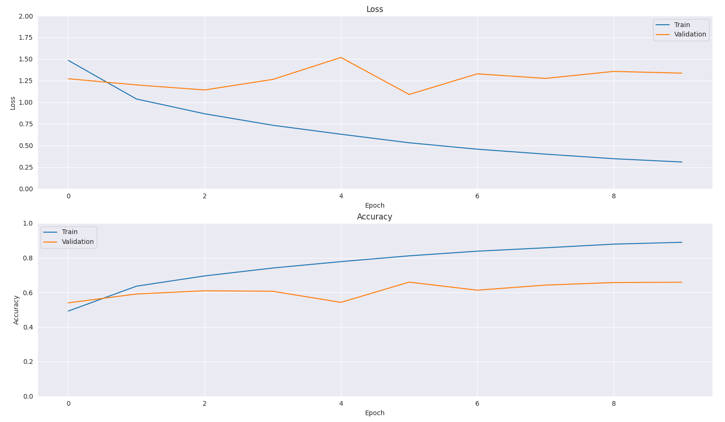 Loss
2.00
1.75
1.50
1.25
1.00
0.75
0.50
0.25
0.00
Loss
Train
Validation
0 2 4 6 8
Epoch
Accuracy
1.0
0.8
0.6
0.4
0.2
0.0
Accuracy
Train
Validation
0 2 4 6 8
Epoch